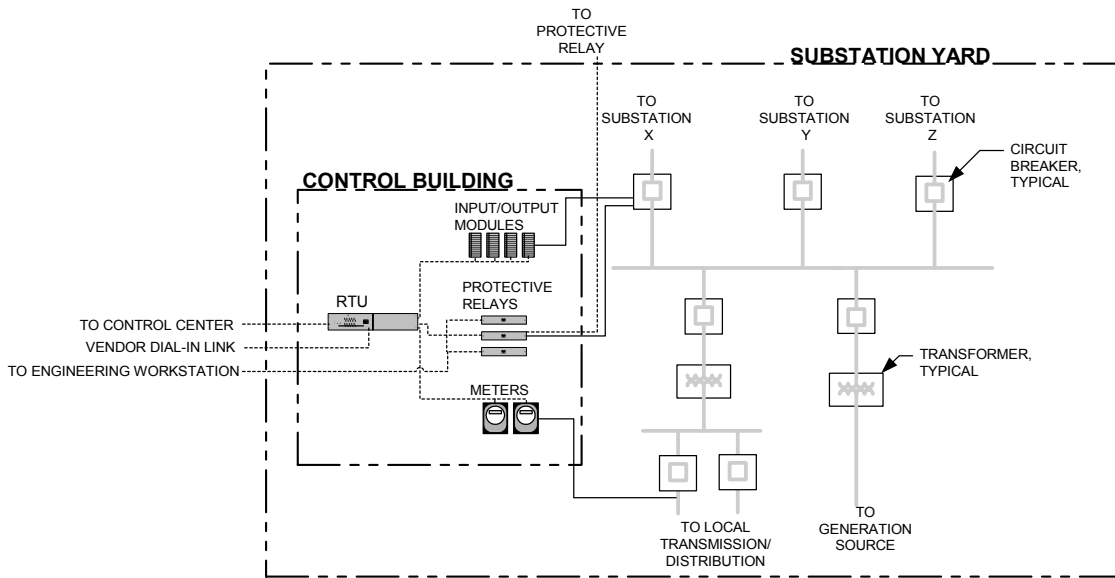 TO
PROTECTIVE
RELAY
SUBSTATION YARD
TO
SUBSTATION
X
TO
SUBSTATION
Y
TO
SUBSTATION
Z
CIRCUIT
BREAKER,
TYPICAL
CONTROL BUILDING
INPUT/OUTPUT
MODULES
PROTECTIVE
RELAYS
RTU
TO CONTROL CENTER
VENDOR DIAL-IN LINK
TO ENGINEERING WORKSTATION
METERS
TRANSFORMER,
TYPICAL
TO LOCAL
TRANSMISSION/
DISTRIBUTION
TO
GENERATION
SOURCE